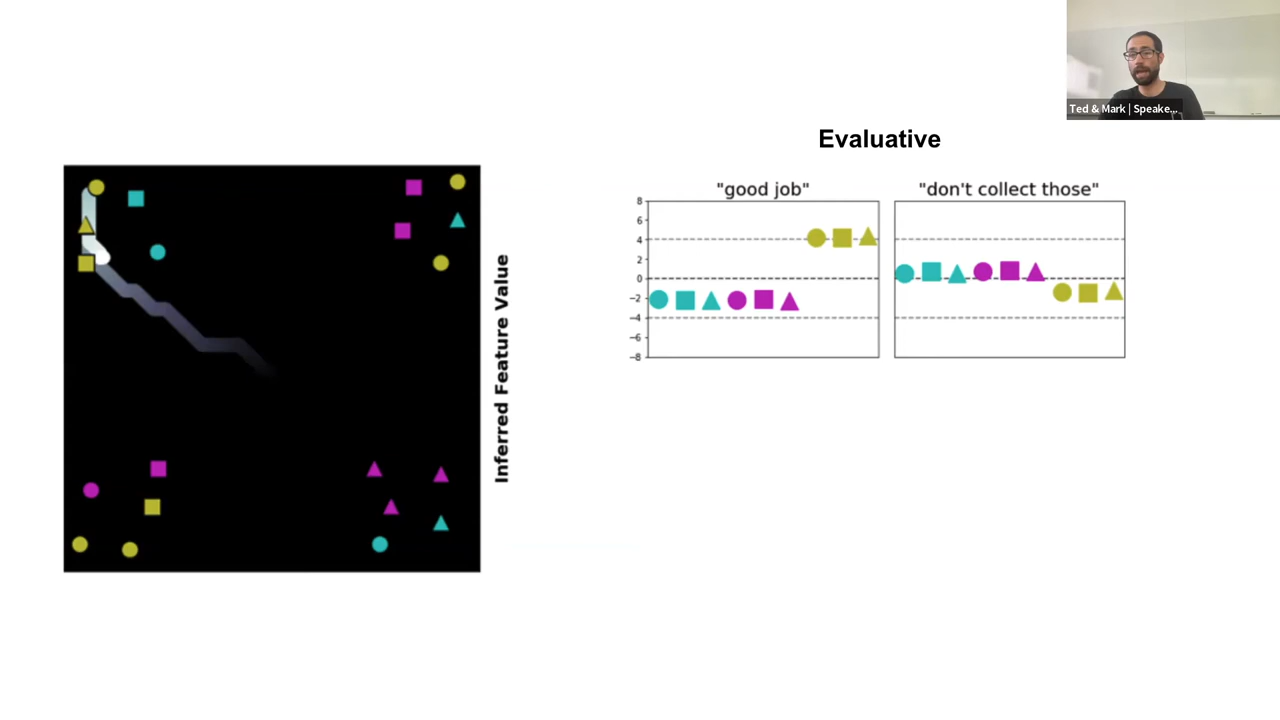 Ted & Mark | Speake...
Evaluative
"good job"
"don't collect those"
8
6
4
2
0
−2
−4
−6
−8
Inferred Feature Value